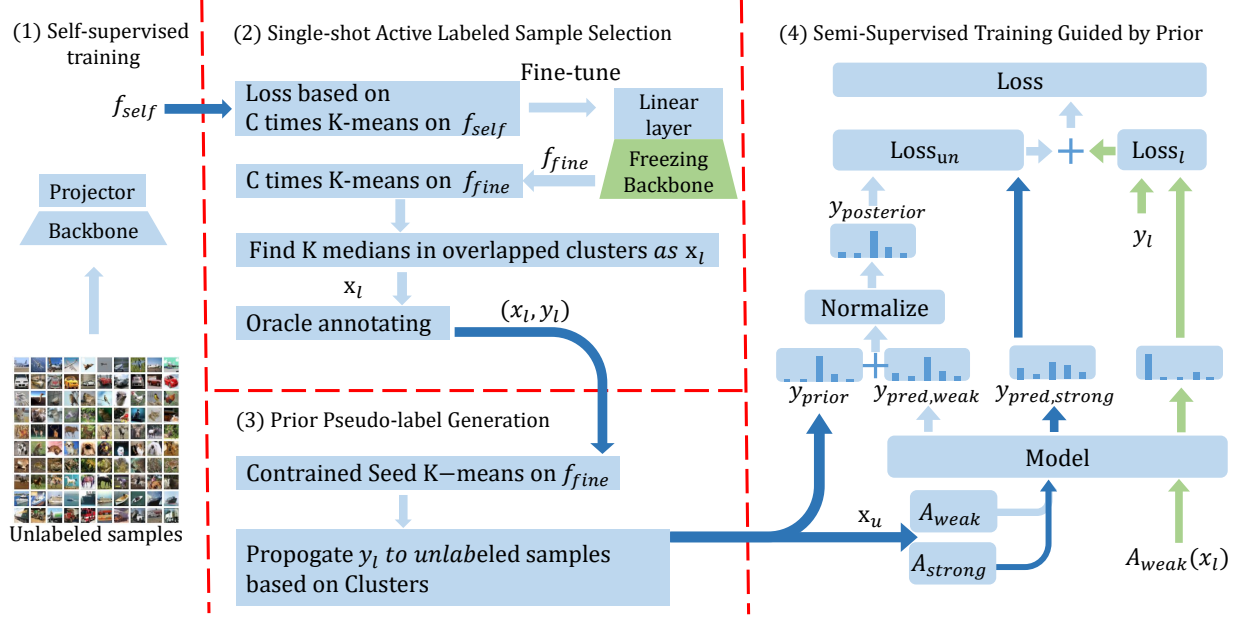 (1) Self-supervised
training
f_self
Projector
Backbone
Unlabeled samples
(2) Single-shot Active Labeled Sample Selection
Loss based on
C times K-means on f_self
Fine-tune
Linear
layer
Freezing
Backbone
f_fine
C times K-means on f_fine
Find K medians in overlapped clusters as x_l
x_l
Oracle annotating
(x_l, y_l)
(3) Prior Pseudo-label Generation
Contrained Seed K−means on f_fine
Propogate y_l to unlabeled samples
based on Clusters
(4) Semi-Supervised Training Guided by Prior
Loss
Loss_un
+
Loss_l
y_posterior
y_l
Normalize
+
y_prior
y_pred,weak
y_pred,strong
Model
x_u
A_weak
A_strong
A_weak(x_l)